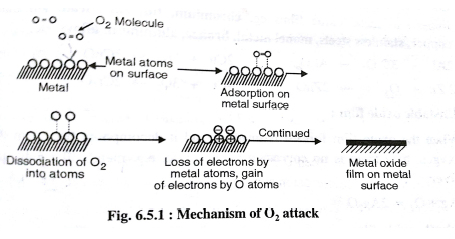 O₂ Molecule
Metal atoms
on surface
Metal
Adsorption on
metal surface
Continued
Dissociation of O₂
into atoms
Loss of electrons by
metal atoms, gain
of electrons by O atoms
Metal oxide
film on metal
surface
Fig. 6.5.1 : Mechanism of O₂ attack